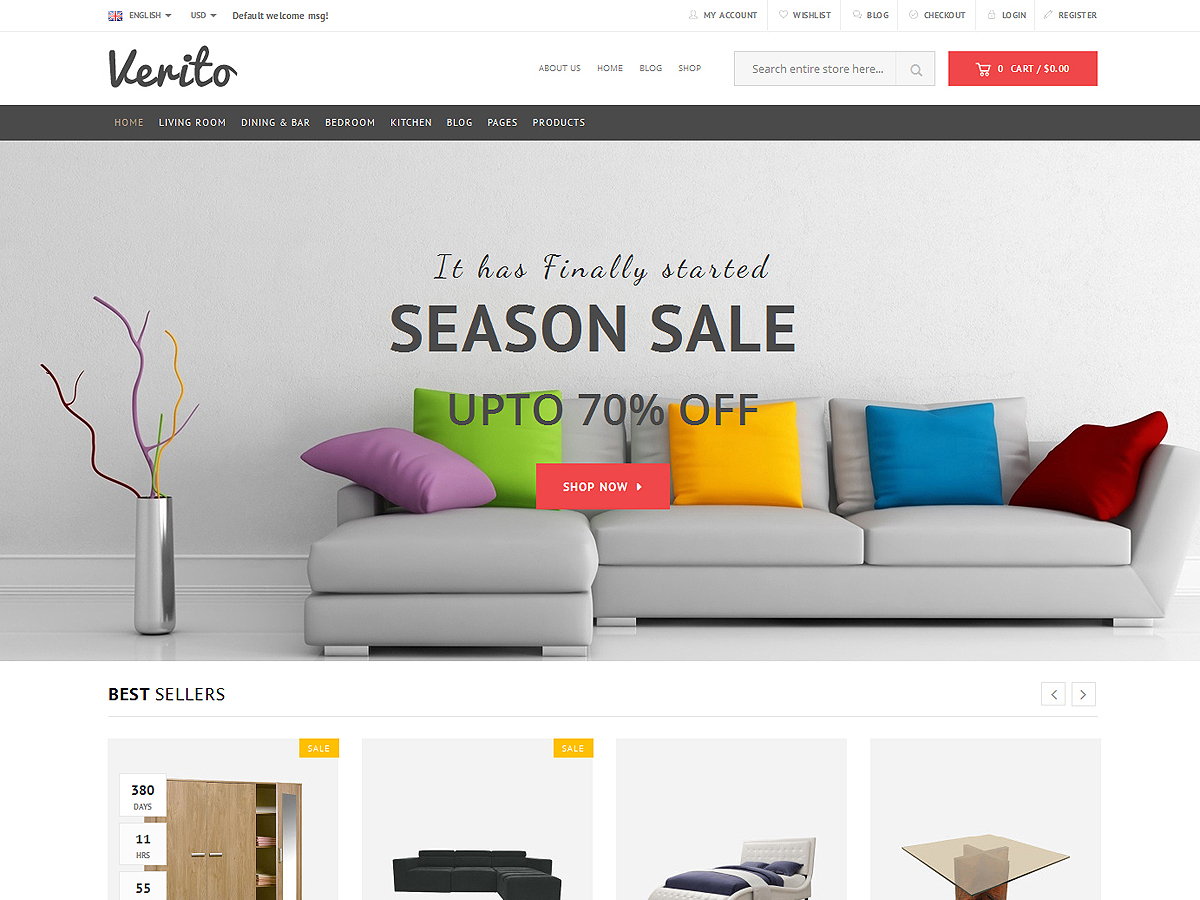 ENGLISH USD Default welcome msg! MY ACCOUNT WISHLIST BLOG CHECKOUT LOGIN REGISTER
Verito ABOUT US HOME BLOG SHOP Search entire store here... 0 CART / $0.00
HOME LIVING ROOM DINING & BAR BEDROOM KITCHEN BLOG PAGES PRODUCTS
It has Finally started
SEASON SALE
UPTO 70% OFF
SHOP NOW
BEST SELLERS
SALE SALE
380
DAYS
11
HRS
55